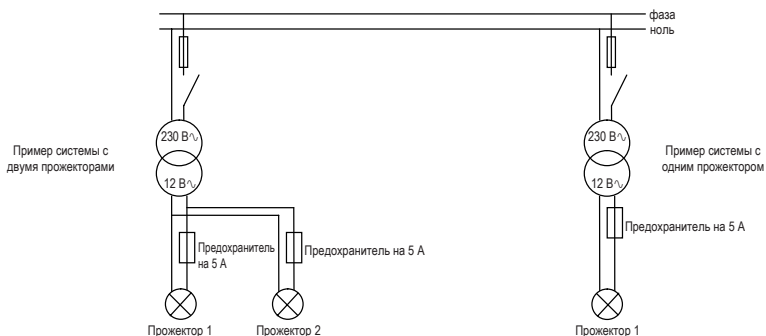 фаза
ноль
230 В∿
12 В∿
Пример системы с
двумя прожекторами
Предохранитель
на 5 А
Предохранитель на 5 А
Прожектор 1
Прожектор 2
230 В∿
12 В∿
Пример системы с
одним прожектором
Предохранитель на 5 А
Прожектор 1